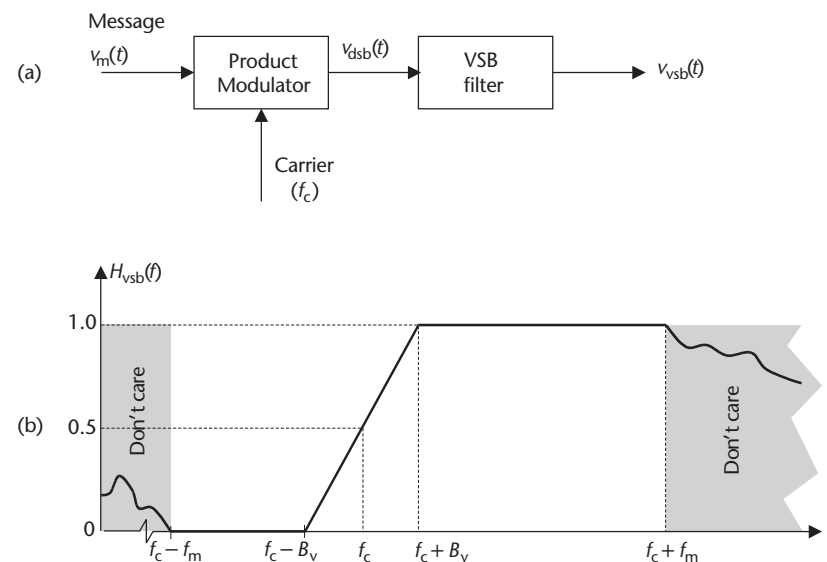 Message
(a) vm(t) Product Modulator vdsb(t) VSB filter vvsb(t)
Carrier
(fc)
Hvsb(f)
1.0
Don't care
Don't care
(b) 0.5
0
fc – fm fc – Bv fc fc + Bv fc + fm